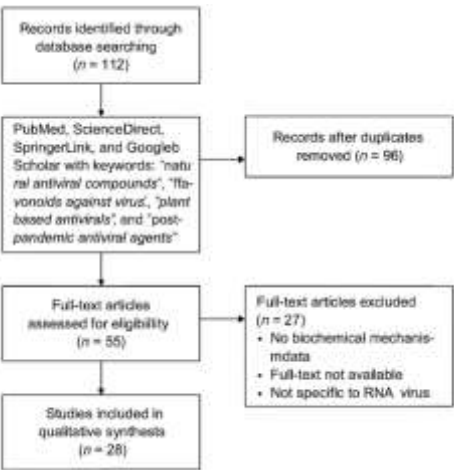 Records identified through
database searching
(n = 112)
PubMed, ScienceDirect,
SpringerLink, and Googleb
Scholar with keywords: "natu
ral antiviral compounds", "ffa-
vonoids against virus', "plant
based antivirals", and "post-
pandemic antiviral agents"
Records after duplicates
removed (n = 96)
Full-text articles
assessed for eligibillity
(n = 55)
Full-text articles excluded
(n = 27)
• No biochemical mechanis-
mdata
• Full-text not available
• Not specific to RNA virus
Studies included in
qualitative synthesis
(n = 28)